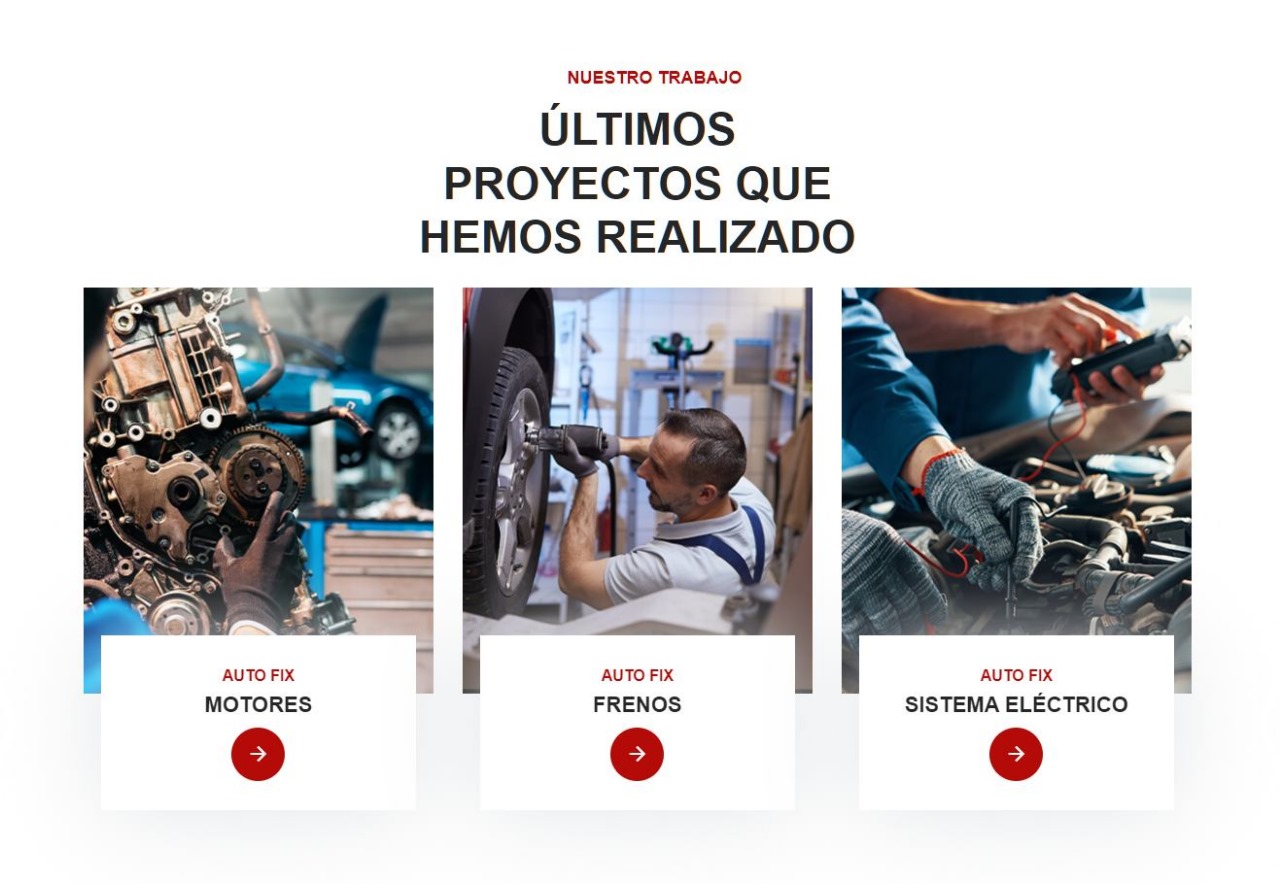 NUESTRO TRABAJO
ÚLTIMOS
PROYECTOS QUE
HEMOS REALIZADO
AUTO FIX
MOTORES
AUTO FIX
FRENOS
AUTO FIX
SISTEMA ELÉCTRICO